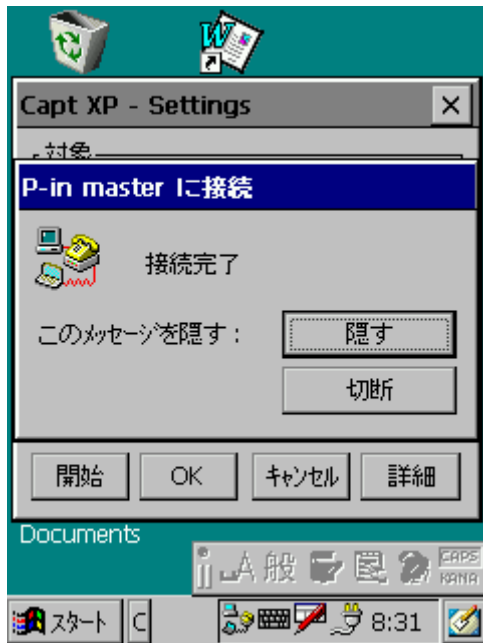 Capt XP - Settings
対象
P-in master に接続
接続完了
このメッセージを隠す :
隠す
切断
開始
OK
キャンセル
詳細
Documents
A 般
CAPS
KANA
スタート
C
8:31